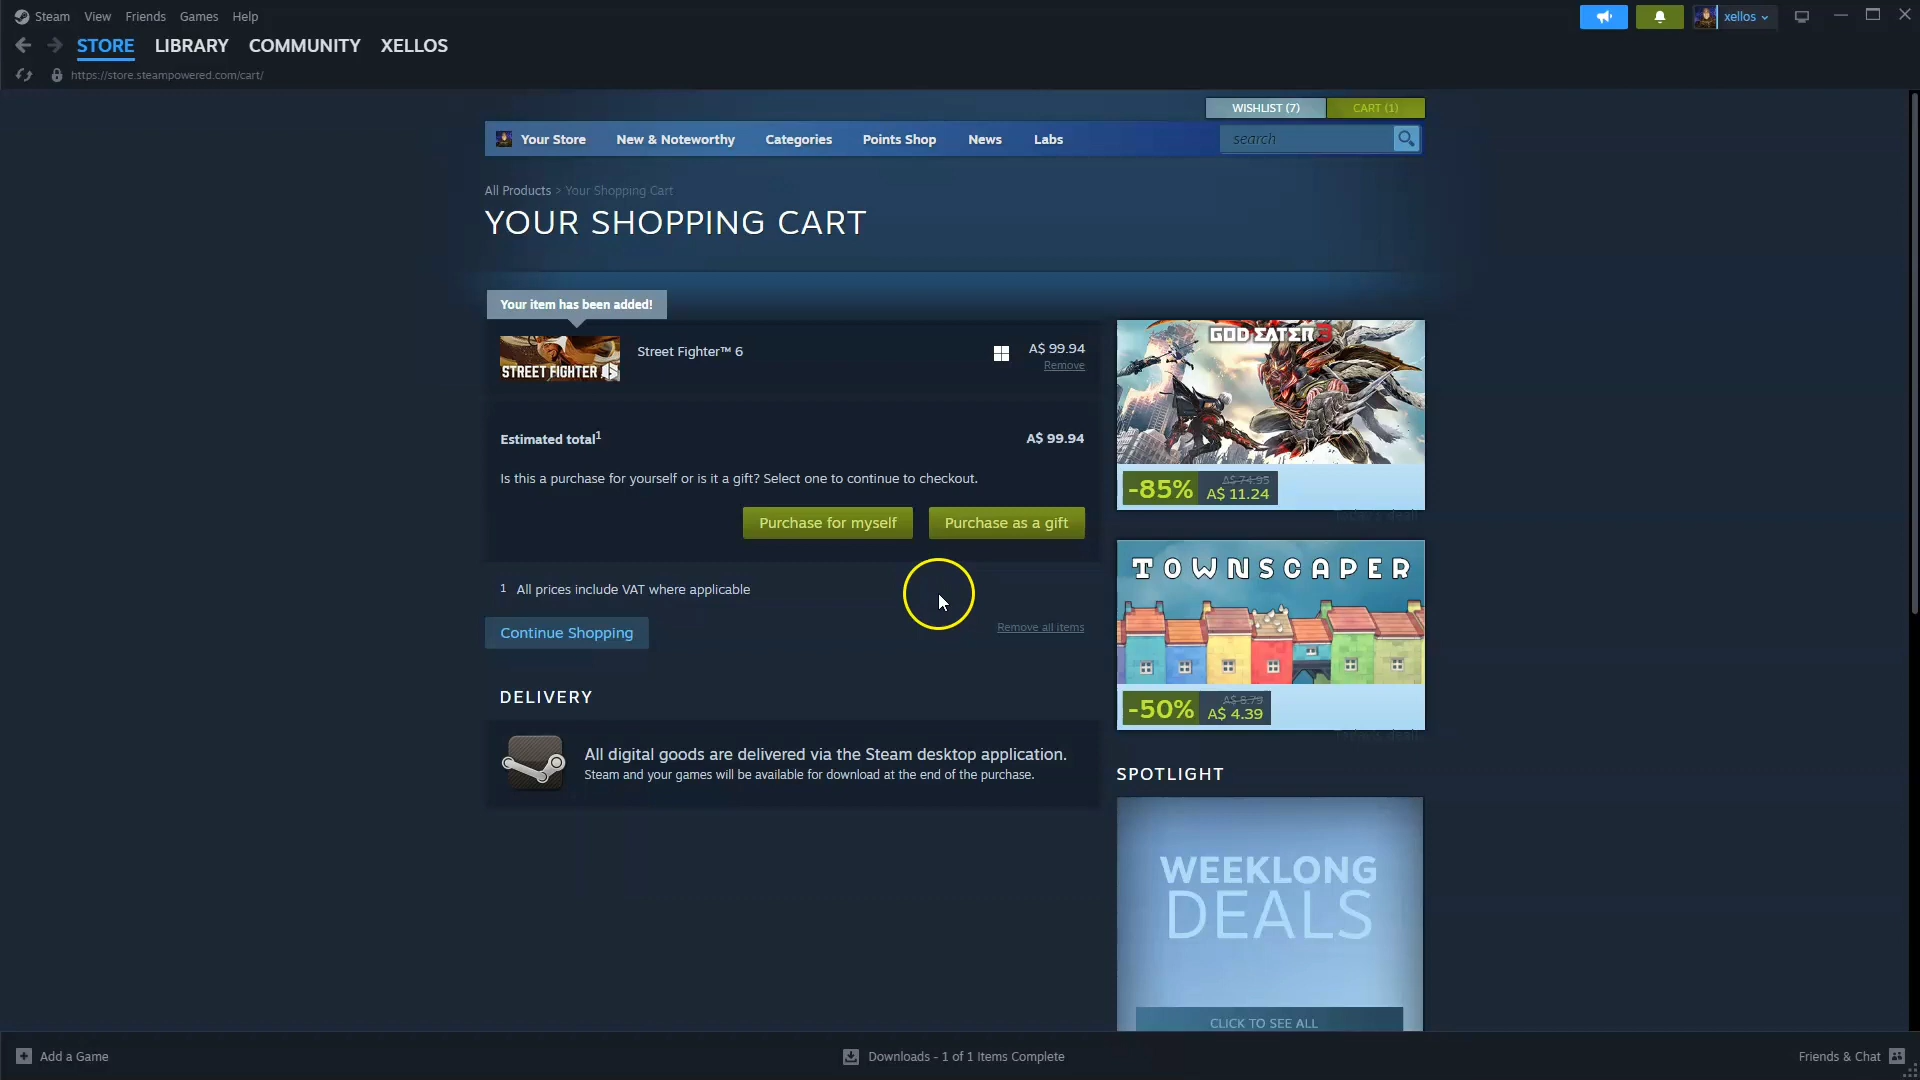 Steam View Friends Games Help
xellos
STORE LIBRARY COMMUNITY XELLOS
https://store.steampowered.com/cart/
WISHLIST (7) CART (1)
Your Store New & Noteworthy Categories Points Shop News Labs search
All Products > Your Shopping Cart
YOUR SHOPPING CART
Your item has been added!
STREET FIGHTER 6
Street Fighter™ 6
A$ 99.94
Remove
Estimated total1
A$ 99.94
Is this a purchase for yourself or is it a gift? Select one to continue to checkout.
Purchase for myself Purchase as a gift
1 All prices include VAT where applicable
Continue Shopping
Remove all items
DELIVERY
All digital goods are delivered via the Steam desktop application.
Steam and your games will be available for download at the end of the purchase.
GOD EATER 3
-85%
A$ 74.95
A$ 11.24
Today's deal!
TOWNSCAPER
-50%
A$ 8.79
A$ 4.39
Today's deal!
SPOTLIGHT
WEEKLONG
DEALS
CLICK TO SEE ALL
Add a Game
Downloads - 1 of 1 Items Complete
Friends & Chat